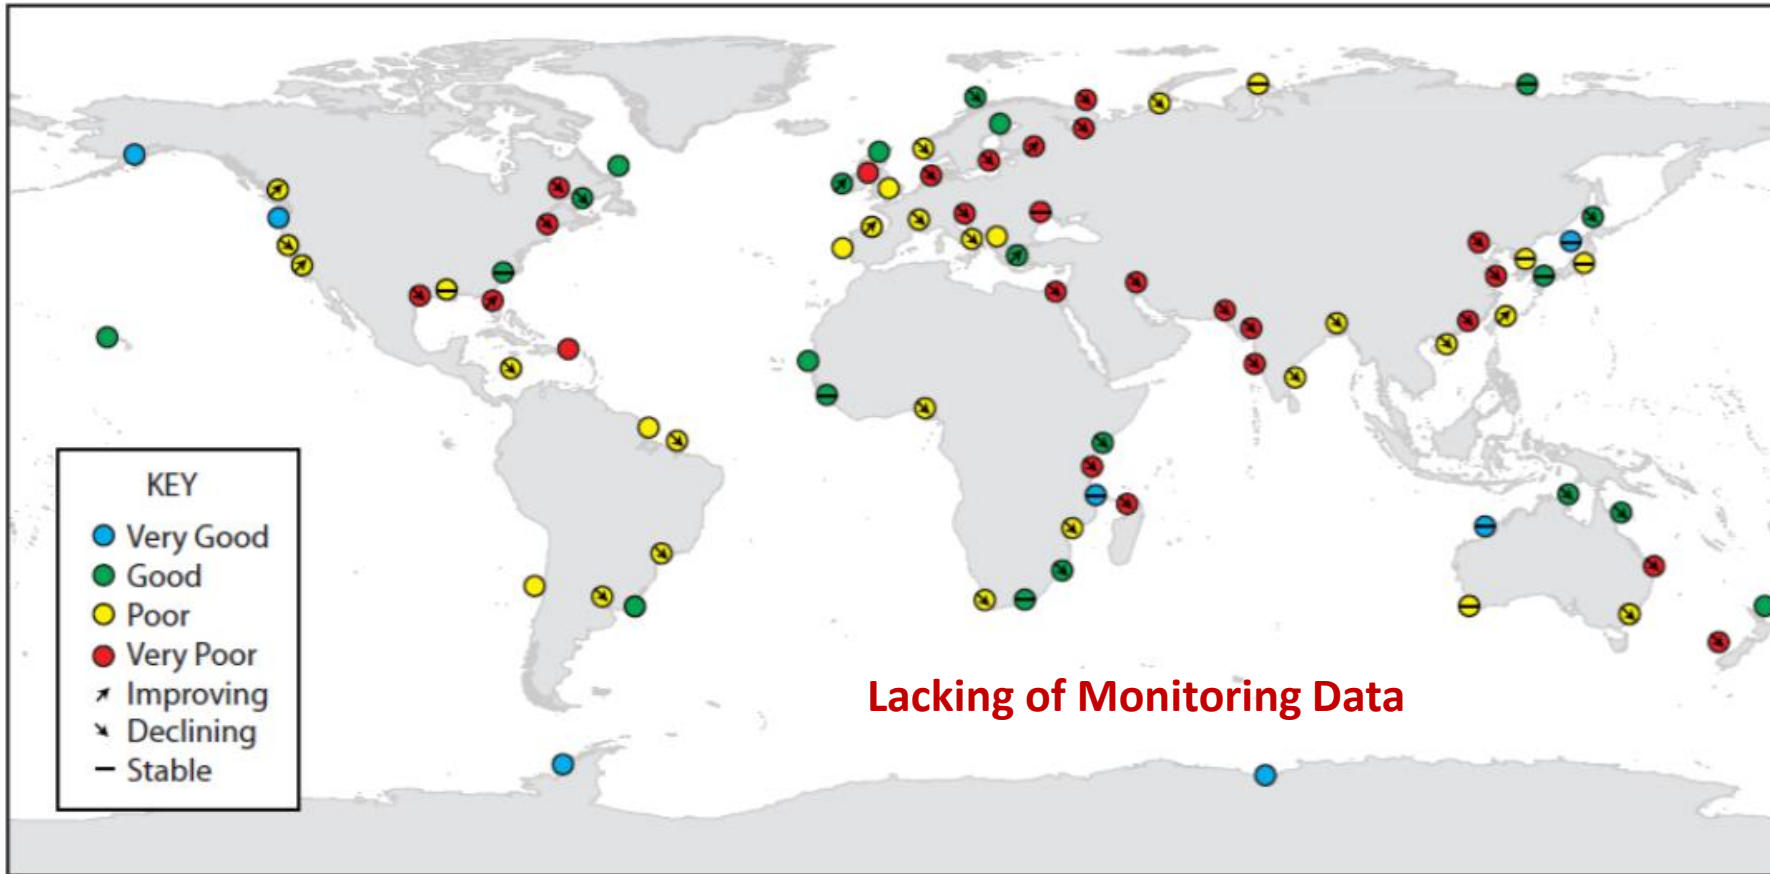 KEY
Very Good
Good
Poor
Very Poor
Improving
Declining
Stable
Lacking of Monitoring Data